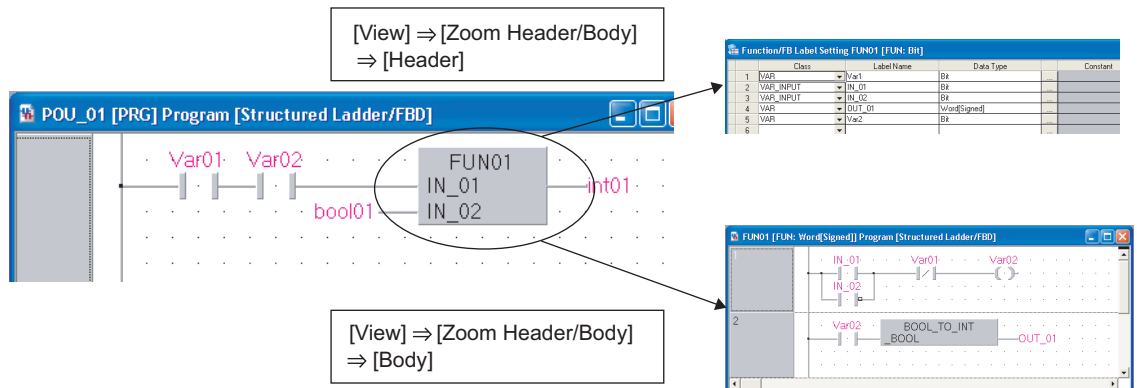 [View] ⇒ [Zoom Header/Body]
⇒ [Header]
POU_01 [PRG] Program [Structured Ladder/FBD]
Var01 Var02
FUN01
IN_01
int01
bool01
IN_02
[View] ⇒ [Zoom Header/Body]
⇒ [Body]
Function/FB Label Setting FUN01 [FUN: Bit]
Class Label Name Data Type Constant
1 VAR Var1 Bit ...
2 VAR_INPUT IN_01 Bit ...
3 VAR_INPUT IN_02 Bit ...
4 VAR OUT_01 Word[Signed] ...
5 VAR Var2 Bit ...
6
FUN01 [FUN: Word[Signed]] Program [Structured Ladder/FBD]
1
IN_01 Var01 Var02
IN_02
2
Var02 BOOL_TO_INT
_BOOL OUT_01